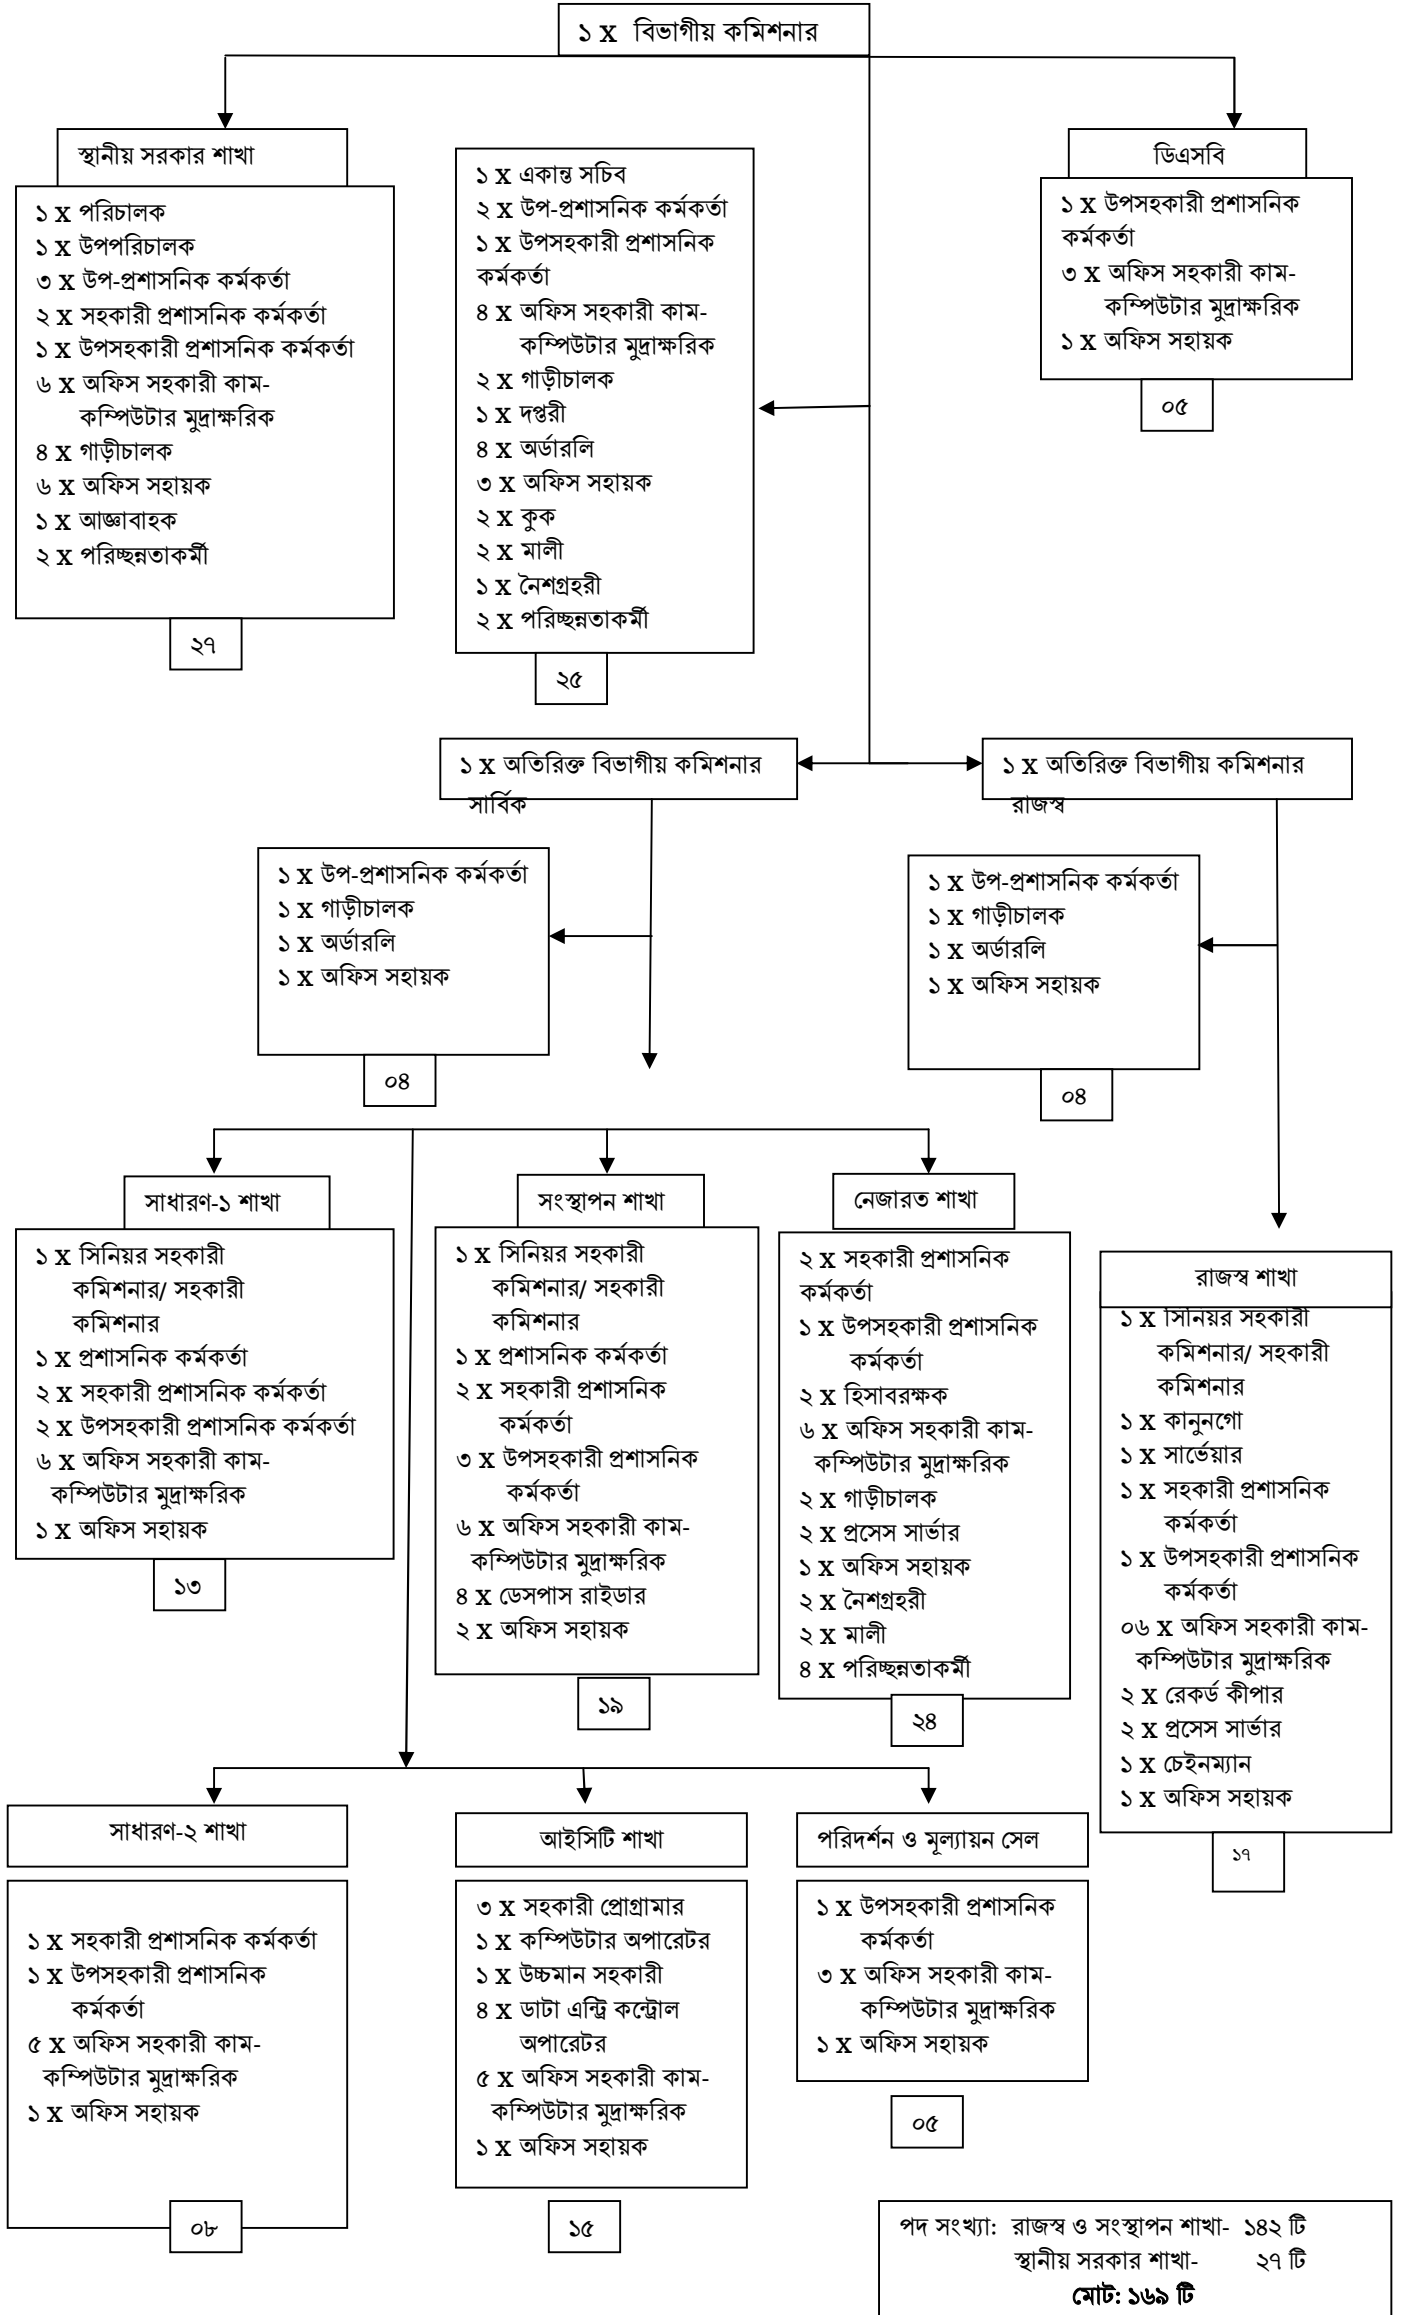 ১ x বিভাগীয় কমিশনার
স্থানীয় সরকার শাখা
১ x পরিচালক
১ x উপপরিচালক
৩ x উপ-প্রশাসনিক কর্মকর্তা
২ x সহকারী প্রশাসনিক কর্মকর্তা
১ x উপসহকারী প্রশাসনিক কর্মকর্তা
৬ x অফিস সহকারী কাম-
কম্পিউটার মুদ্রাক্ষরিক
৪ x গাড়ীচালক
৬ x অফিস সহায়ক
১ x আজ্ঞাবাহক
২ x পরিচ্ছন্নতাকর্মী
২৭
১ x একান্ত সচিব
২ x উপ-প্রশাসনিক কর্মকর্তা
১ x উপসহকারী প্রশাসনিক
কর্মকর্তা
৪ x অফিস সহকারী কাম-
কম্পিউটার মুদ্রাক্ষরিক
২ x গাড়ীচালক
১ x দপ্তরী
৪ x অর্ডারলি
৩ x অফিস সহায়ক
২ x কুক
২ x মালী
১ x নৈশপ্রহরী
২ x পরিচ্ছন্নতাকর্মী
২৫
ডিএসবি
১ x উপসহকারী প্রশাসনিক
কর্মকর্তা
৩ x অফিস সহকারী কাম-
কম্পিউটার মুদ্রাক্ষরিক
১ x অফিস সহায়ক
০৫
১ x অতিরিক্ত বিভাগীয় কমিশনার
সার্বিক
১ x অতিরিক্ত বিভাগীয় কমিশনার
রাজস্ব
১ x উপ-প্রশাসনিক কর্মকর্তা
১ x গাড়ীচালক
১ x অর্ডারলি
১ x অফিস সহায়ক
০৪
১ x উপ-প্রশাসনিক কর্মকর্তা
১ x গাড়ীচালক
১ x অর্ডারলি
১ x অফিস সহায়ক
০৪
সাধারণ-১ শাখা
১ x সিনিয়র সহকারী
কমিশনার/ সহকারী
কমিশনার
১ x প্রশাসনিক কর্মকর্তা
২ x সহকারী প্রশাসনিক কর্মকর্তা
২ x উপসহকারী প্রশাসনিক কর্মকর্তা
৬ x অফিস সহকারী কাম-
কম্পিউটার মুদ্রাক্ষরিক
১ x অফিস সহায়ক
১৩
সংস্থাপন শাখা
১ x সিনিয়র সহকারী
কমিশনার/ সহকারী
কমিশনার
১ x প্রশাসনিক কর্মকর্তা
২ x সহকারী প্রশাসনিক
কর্মকর্তা
৩ x উপসহকারী প্রশাসনিক
কর্মকর্তা
৬ x অফিস সহকারী কাম-
কম্পিউটার মুদ্রাক্ষরিক
৪ x ডেসপাস রাইডার
২ x অফিস সহায়ক
১৯
নেজারত শাখা
২ x সহকারী প্রশাসনিক
কর্মকর্তা
১ x উপসহকারী প্রশাসনিক
কর্মকর্তা
২ x হিসাবরক্ষক
৬ x অফিস সহকারী কাম-
কম্পিউটার মুদ্রাক্ষরিক
২ x গাড়ীচালক
২ x প্রসেস সার্ভার
১ x অফিস সহায়ক
২ x নৈশপ্রহরী
২ x মালী
৪ x পরিচ্ছন্নতাকর্মী
২৪
রাজস্ব শাখা
১ x সিনিয়র সহকারী
কমিশনার/ সহকারী
কমিশনার
১ x কানুনগো
১ x সার্ভেয়ার
১ x সহকারী প্রশাসনিক
কর্মকর্তা
১ x উপসহকারী প্রশাসনিক
কর্মকর্তা
০৬ x অফিস সহকারী কাম-
কম্পিউটার মুদ্রাক্ষরিক
২ x রেকর্ড কীপার
২ x প্রসেস সার্ভার
১ x চেইনম্যান
১ x অফিস সহায়ক
১৭
সাধারণ-২ শাখা
১ x সহকারী প্রশাসনিক কর্মকর্তা
১ x উপসহকারী প্রশাসনিক
কর্মকর্তা
৫ x অফিস সহকারী কাম-
কম্পিউটার মুদ্রাক্ষরিক
১ x অফিস সহায়ক
০৮
আইসিটি শাখা
৩ x সহকারী প্রোগ্রামার
১ x কম্পিউটার অপারেটর
১ x উচ্চমান সহকারী
৪ x ডাটা এন্ট্রি কন্ট্রোল
অপারেটর
৫ x অফিস সহকারী কাম-
কম্পিউটার মুদ্রাক্ষরিক
১ x অফিস সহায়ক
১৫
পরিদর্শন ও মূল্যায়ন সেল
১ x উপসহকারী প্রশাসনিক
কর্মকর্তা
৩ x অফিস সহকারী কাম-
কম্পিউটার মুদ্রাক্ষরিক
১ x অফিস সহায়ক
০৫
পদ সংখ্যা: রাজস্ব ও সংস্থাপন শাখা- ১৪২ টি
স্থানীয় সরকার শাখা- ২৭ টি
মোট: ১৬৯ টি